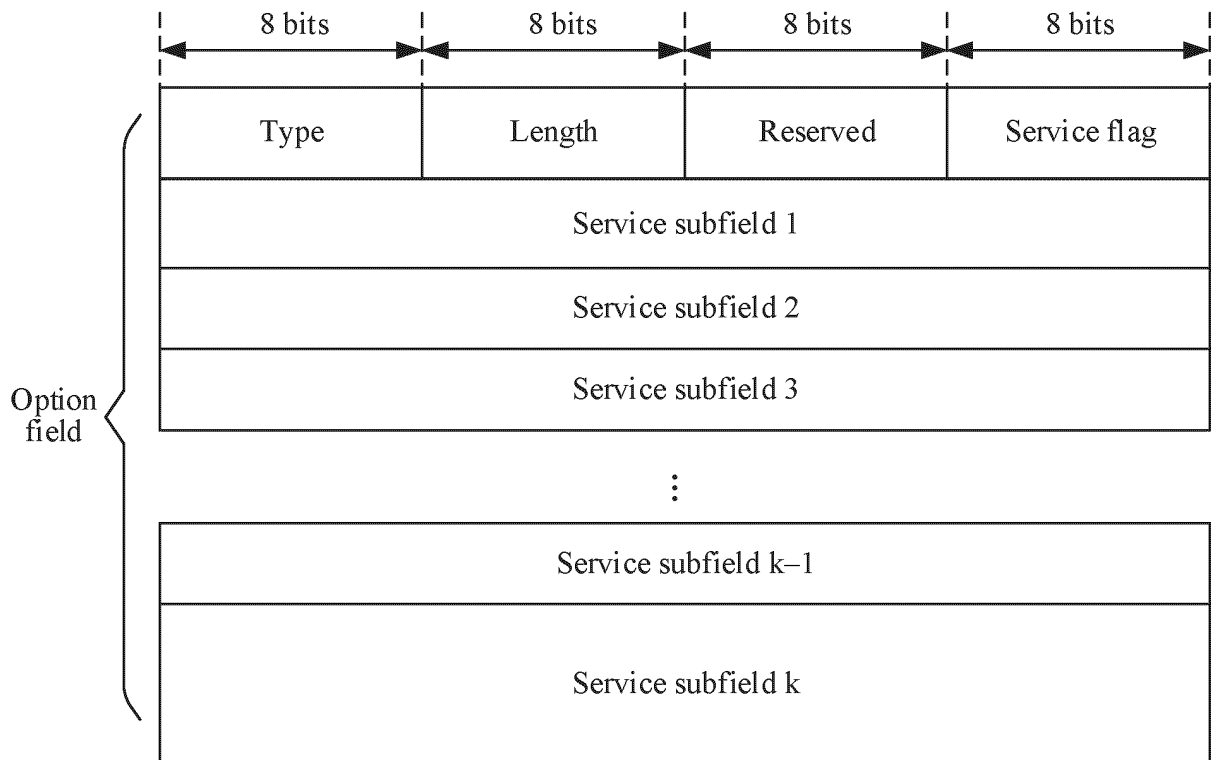 8 bits 8 bits 8 bits 8 bits
Type Length Reserved Service flag
Service subfield 1
Service subfield 2
Service subfield 3
Option
field
⋮
Service subfield k–1
Service subfield k